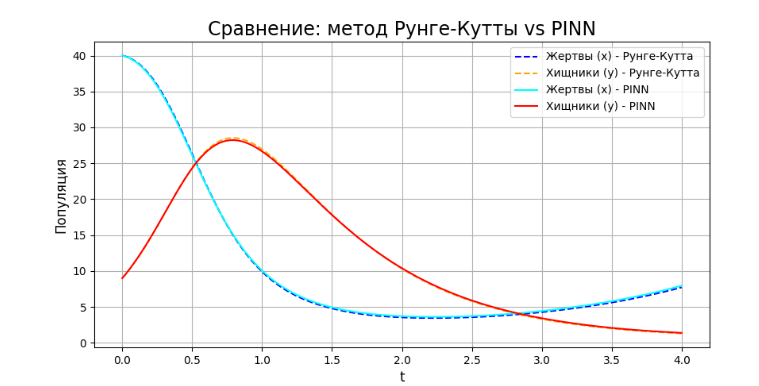 Сравнение: метод Рунге-Кутты vs PINN
Жертвы (x) - Рунге-Кутта
Хищники (y) - Рунге-Кутта
Жертвы (x) - PINN
Хищники (y) - PINN
Популяция
40
35
30
25
20
15
10
5
0
0.0 0.5 1.0 1.5 2.0 2.5 3.0 3.5 4.0
t